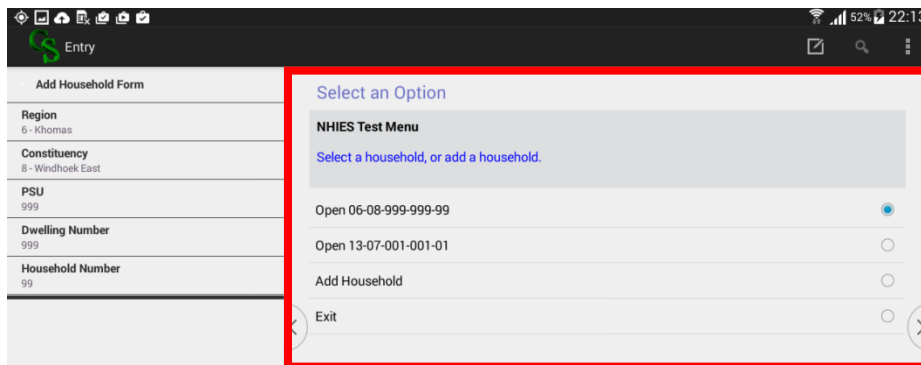 52% 22:13
CS Entry
Add Household Form
Region
6 - Khomas
Constituency
8 - Windhoek East
PSU
999
Dwelling Number
999
Household Number
99
Select an Option
NHIES Test Menu
Select a household, or add a household.
Open 06-08-999-999-99
Open 13-07-001-001-01
Add Household
Exit